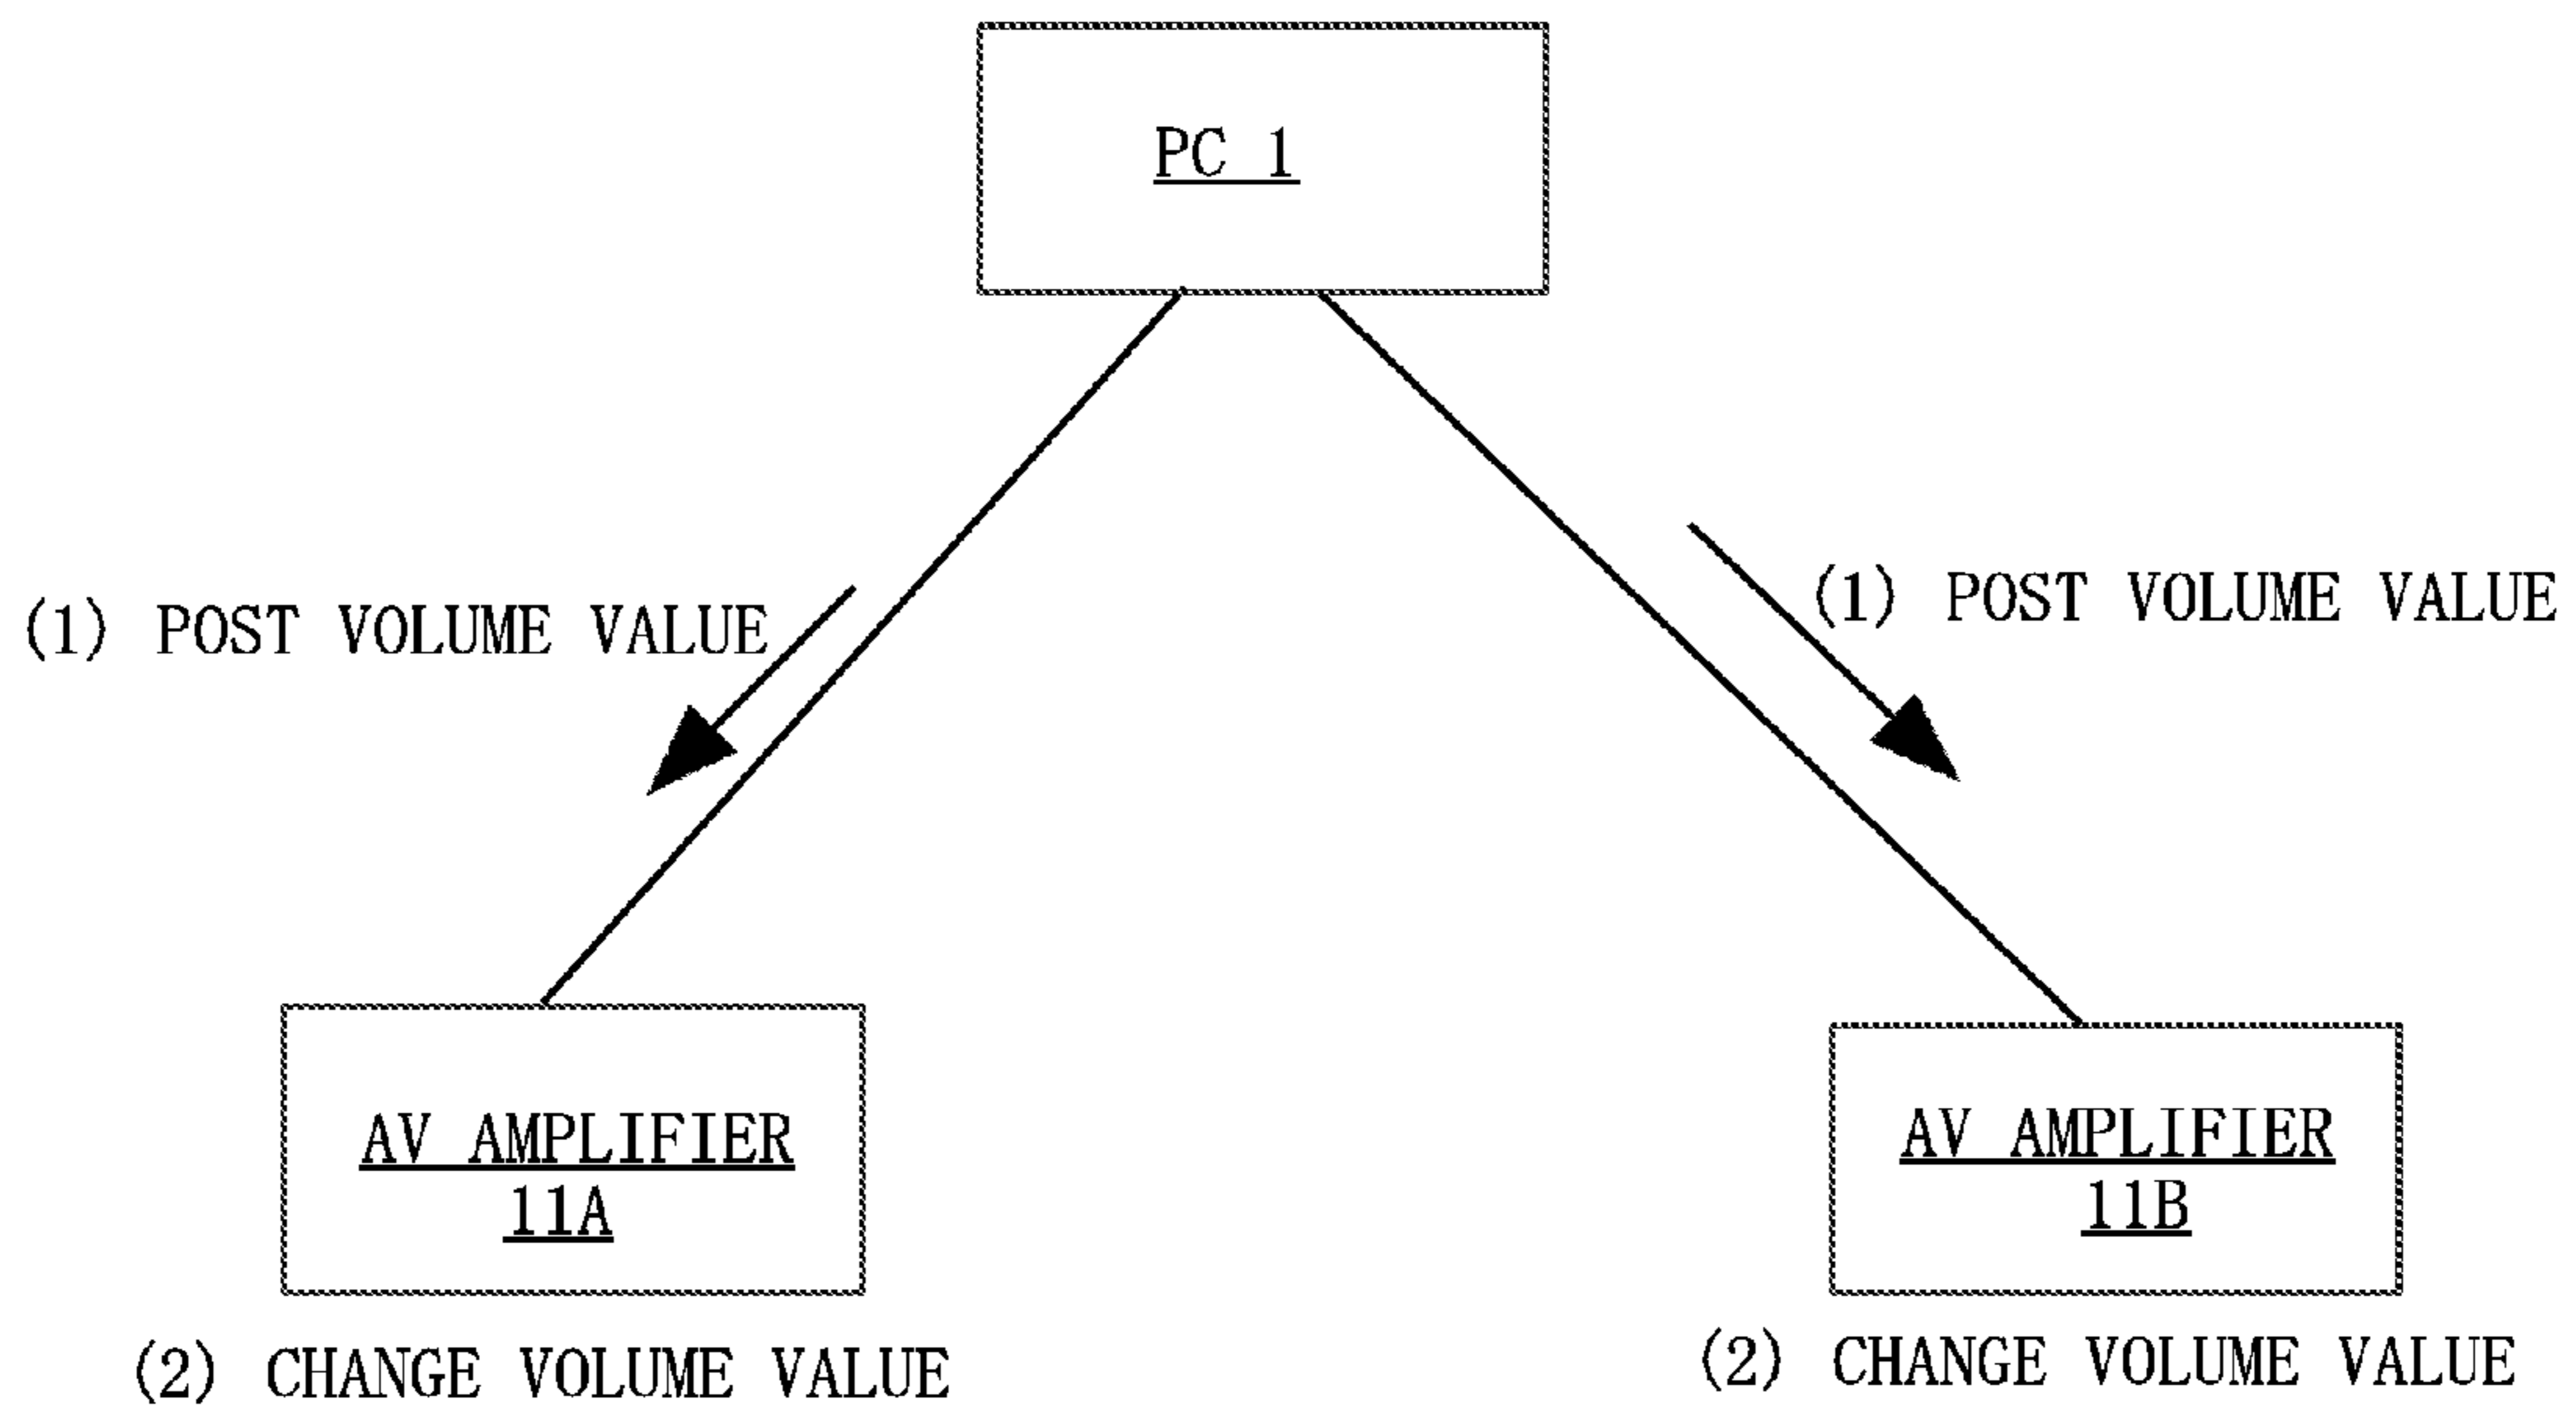 PC 1
(1) POST VOLUME VALUE
(1) POST VOLUME VALUE
AV AMPLIFIER
11A
AV AMPLIFIER
11B
(2) CHANGE VOLUME VALUE
(2) CHANGE VOLUME VALUE